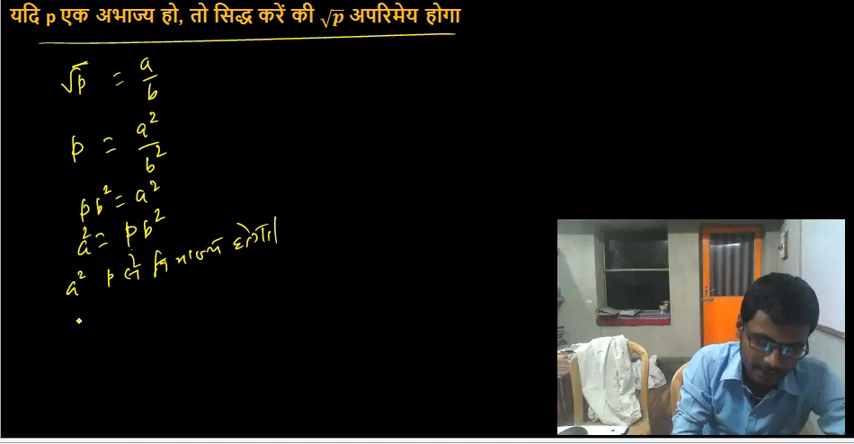 यदि p एक अभाज्य हो, तो सिद्ध करें की √p अपरिमेय होगा
√p = a/b
p = a²/b²
pb² = a²
a² = pb²
a² p से विभाज्य होगा